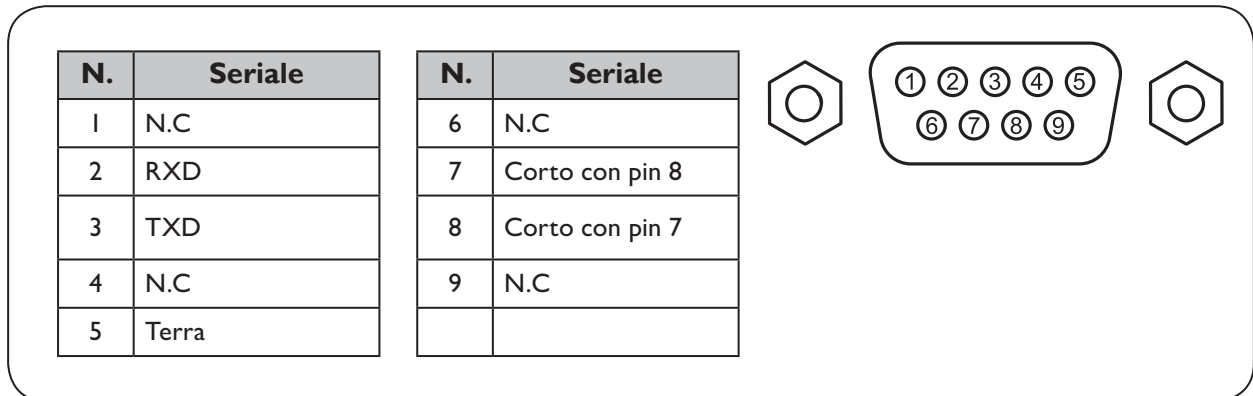 N. Seriale
1 N.C
2 RXD
3 TXD
4 N.C
5 Terra
N. Seriale
6 N.C
7 Corto con pin 8
8 Corto con pin 7
9 N.C
1 2 3 4 5
6 7 8 9